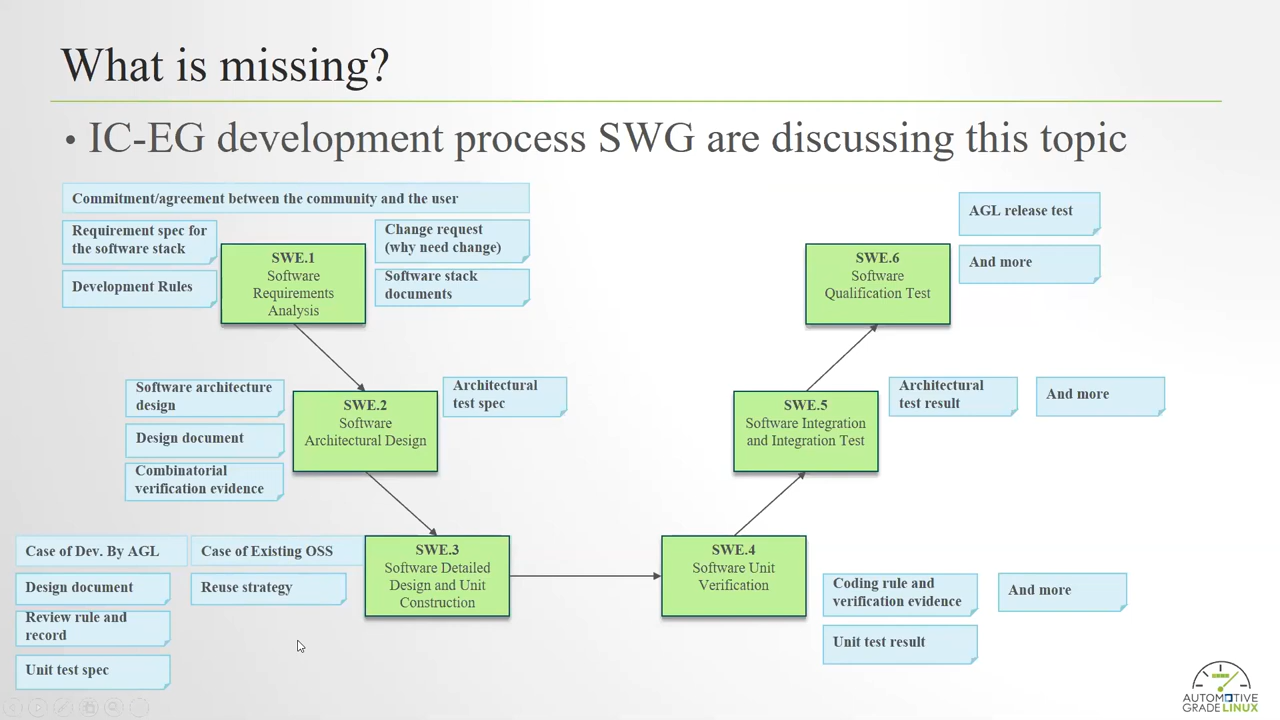 What is missing?
• IC-EG development process SWG are discussing this topic
Commitment/agreement between the community and the user
Requirement spec for
the software stack
Development Rules
SWE.1
Software
Requirements
Analysis
Change request
(why need change)
Software stack
documents
SWE.6
Software
Qualification Test
AGL release test
And more
Software architecture
design
Design document
Combinatorial
verification evidence
SWE.2
Software
Architectural Design
Architectural
test spec
SWE.5
Software Integration
and Integration Test
Architectural
test result
And more
Case of Dev. By AGL
Design document
Review rule and
record
Unit test spec
Case of Existing OSS
Reuse strategy
SWE.3
Software Detailed
Design and Unit
Construction
SWE.4
Software Unit
Verification
Coding rule and
verification evidence
Unit test result
And more
AUTOMOTIVE
GRADE LINUX